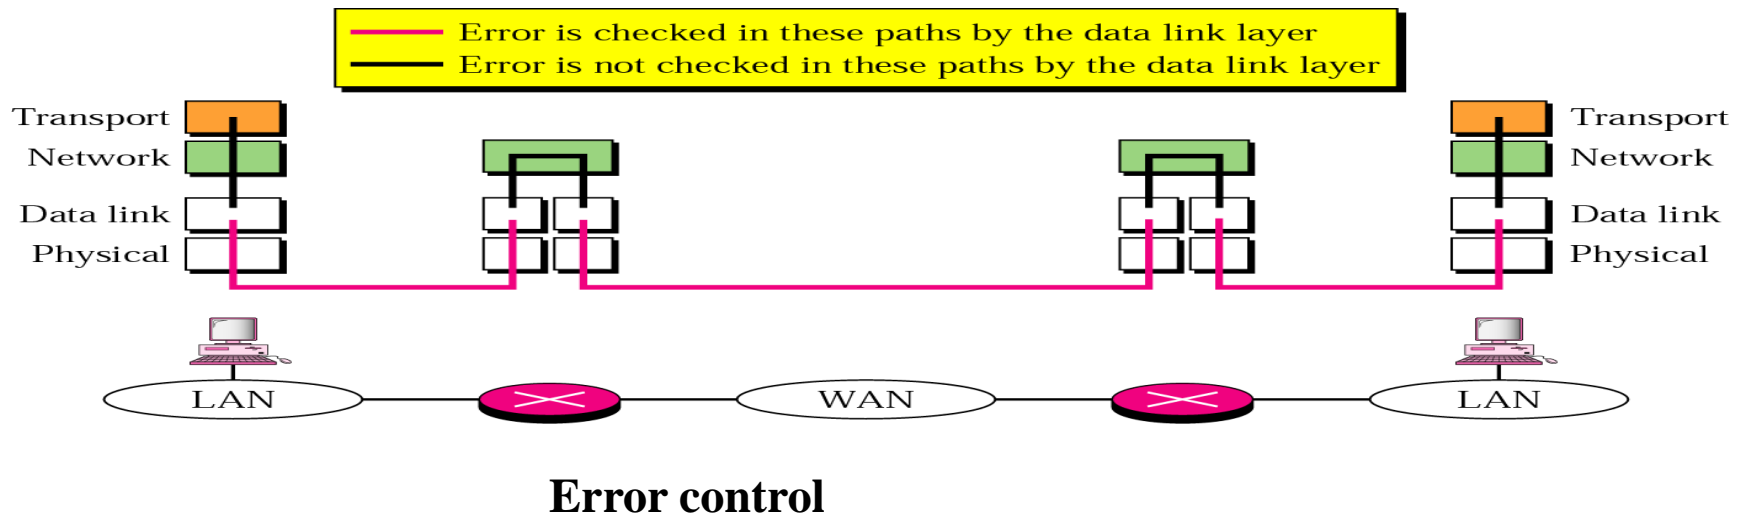 Error is checked in these paths by the data link layer
Error is not checked in these paths by the data link layer
Transport
Network
Data link
Physical
Transport
Network
Data link
Physical
LAN
WAN
LAN
Error control